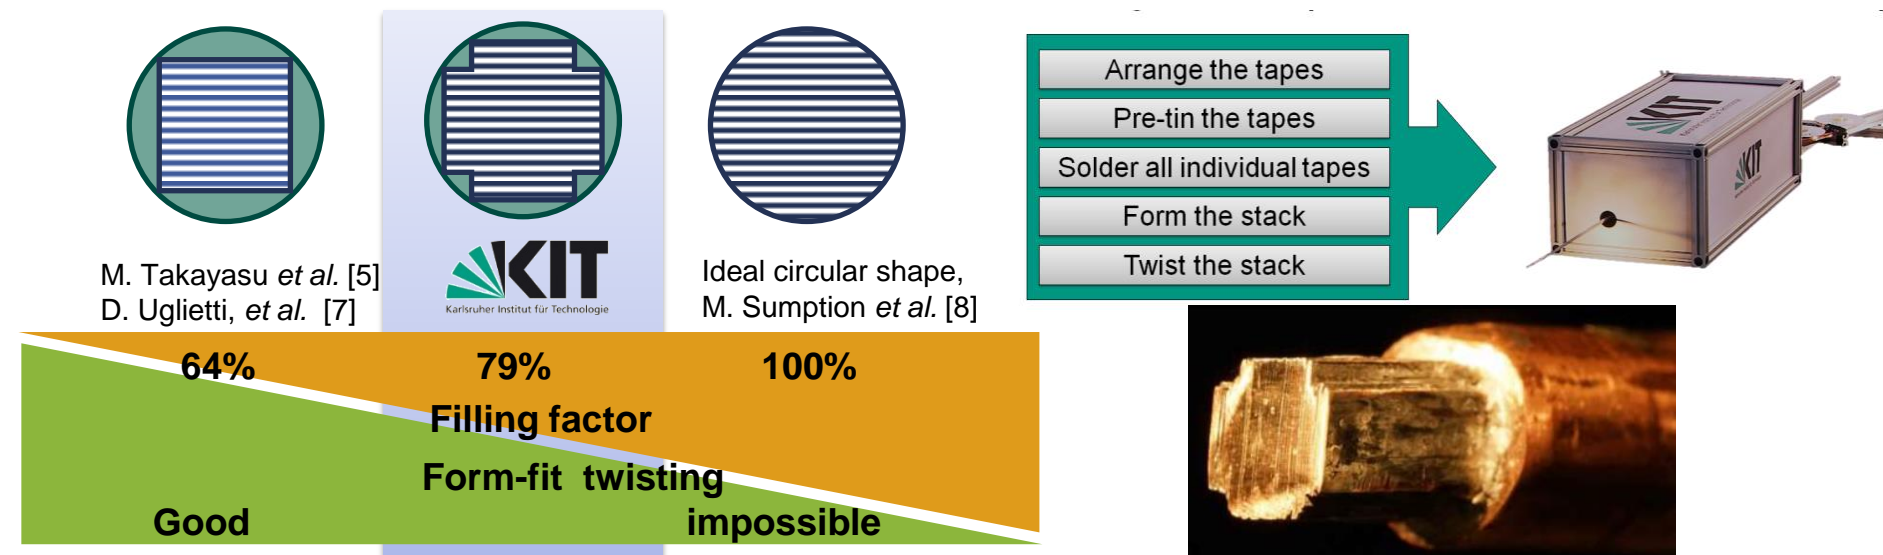 M. Takayasu et al. [5]
D. Uglietti, et al. [7]
KIT
Karlsruher Institut für Technologie
Ideal circular shape,
M. Sumption et al. [8]
64%
79%
100%
Filling factor
Form-fit twisting
Good
impossible
Arrange the tapes
Pre-tin the tapes
Solder all individual tapes
Form the stack
Twist the stack
KIT
KIT